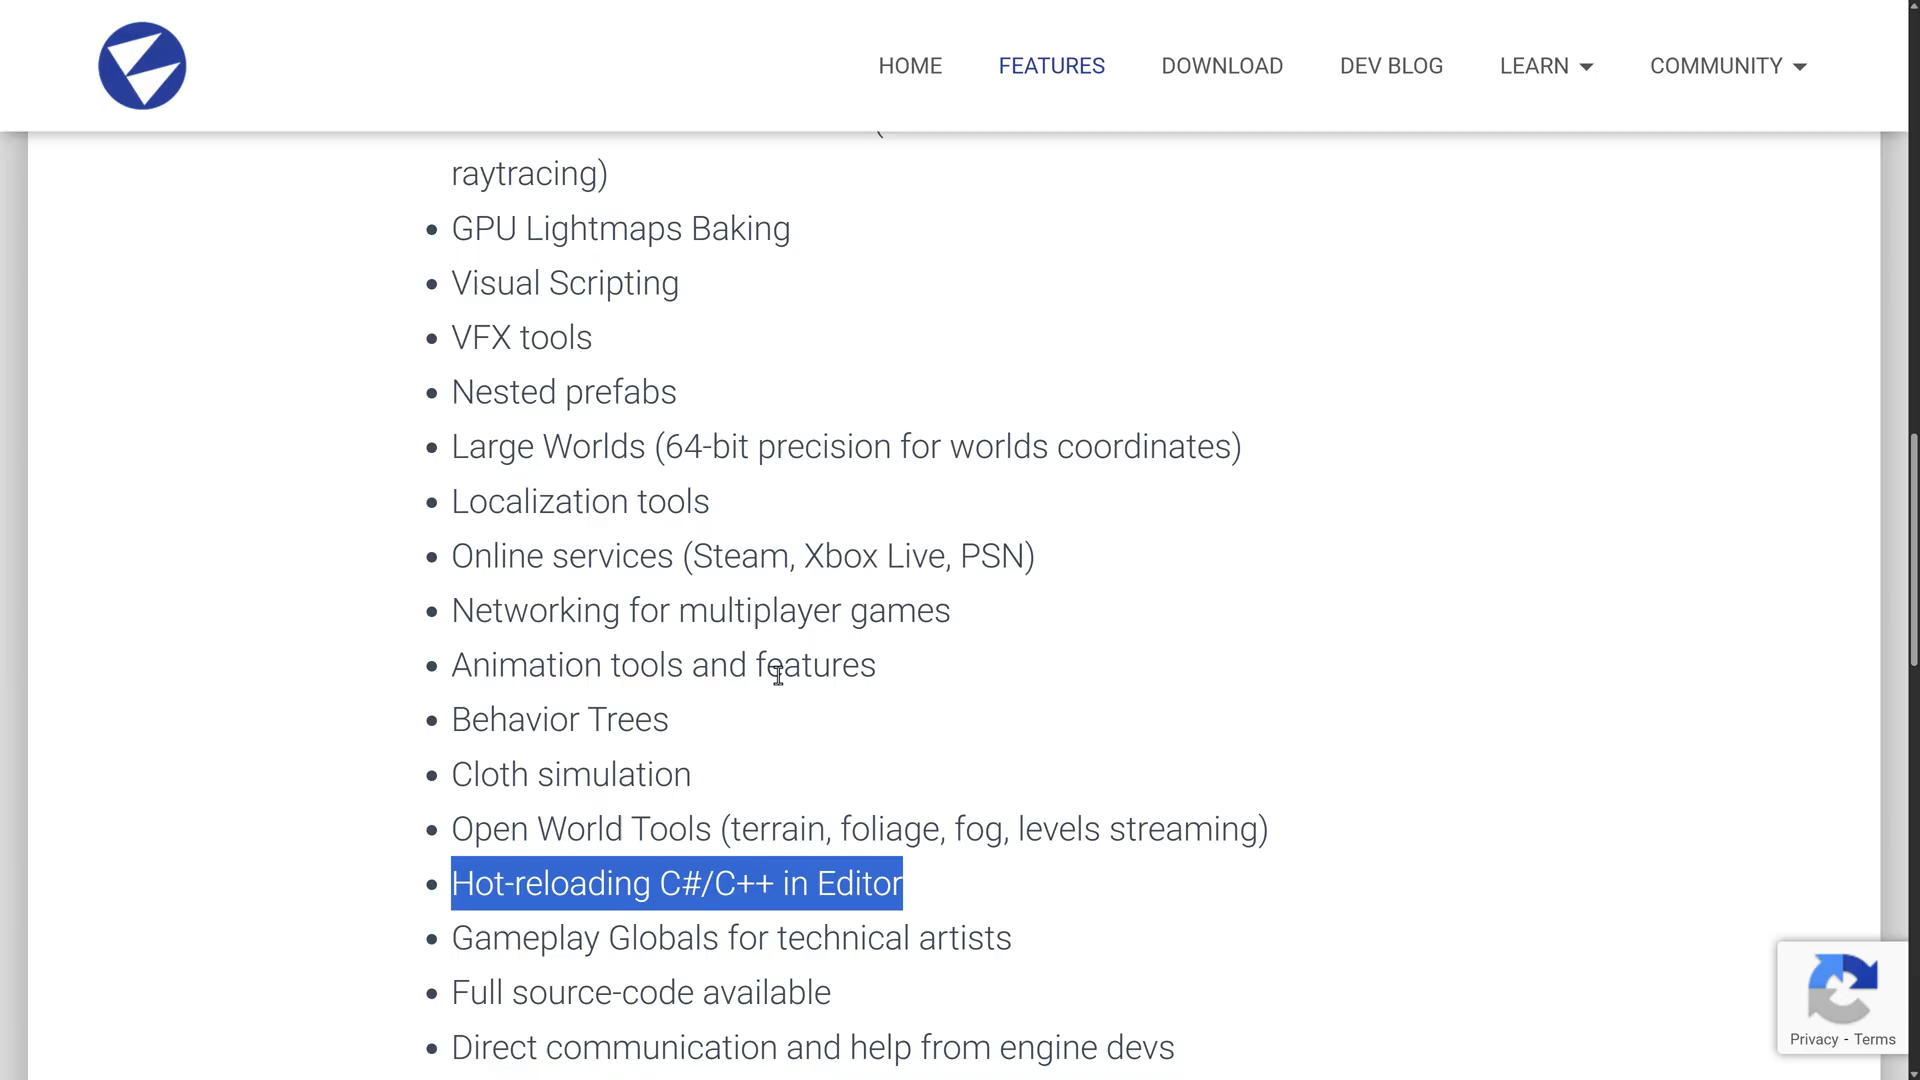 HOME FEATURES DOWNLOAD DEV BLOG LEARN COMMUNITY
raytracing)
• GPU Lightmaps Baking
• Visual Scripting
• VFX tools
• Nested prefabs
• Large Worlds (64-bit precision for worlds coordinates)
• Localization tools
• Online services (Steam, Xbox Live, PSN)
• Networking for multiplayer games
• Animation tools and features
• Behavior Trees
• Cloth simulation
• Open World Tools (terrain, foliage, fog, levels streaming)
• Hot-reloading C#/C++ in Editor
• Gameplay Globals for technical artists
• Full source-code available
• Direct communication and help from engine devs
Privacy - Terms